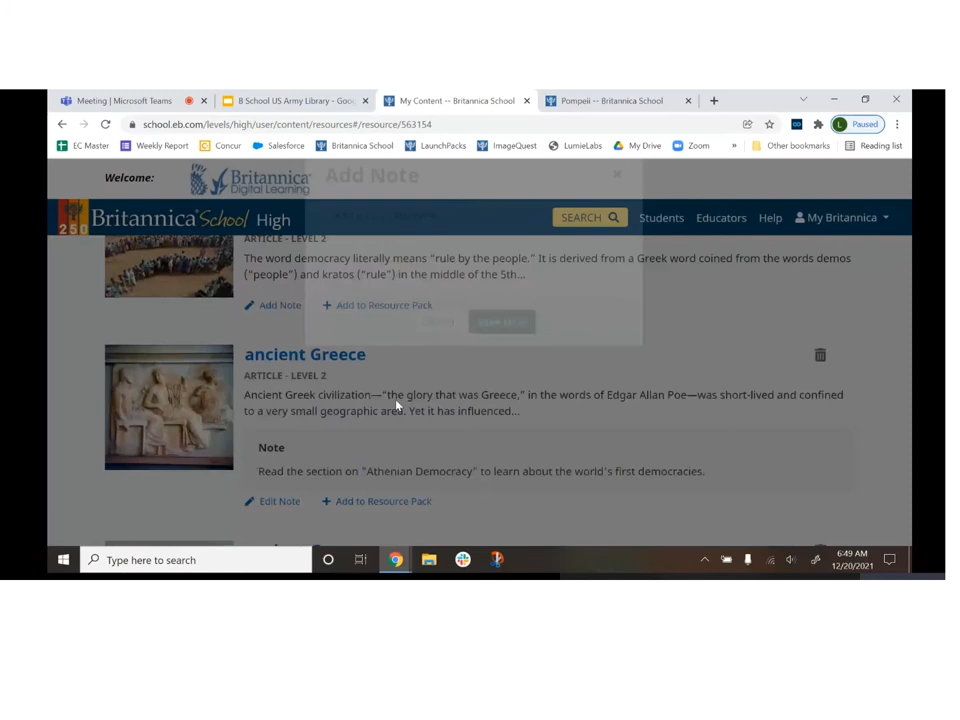 Meeting | Microsoft Teams
B School US Army Library - Goo
My Content -- Britannica School
Pompeii -- Britannica School
school.eb.com/levels/high/user/content/resources#/resource/563154
L Paused
EC Master
Weekly Report
Concur
Salesforce
Britannica School
LaunchPacks
ImageQuest
LumieLabs
My Drive
Zoom
»
Other bookmarks
Reading list
Welcome:
Britannica
Digital Learning
Add Note
250
Britannica School High
SEARCH
Students
Educators
Help
My Britannica
ARTICLE - LEVEL 2
The word democracy literally means “rule by the people.” It is derived from a Greek word coined from the words demos
(“people”) and kratos (“rule”) in the middle of the 5th...
Add Note
+ Add to Resource Pack
ancient Greece
ARTICLE - LEVEL 2
Ancient Greek civilization—“the glory that was Greece,” in the words of Edgar Allan Poe—was short-lived and confined
to a very small geographic area. Yet it has influenced...
Note
Read the section on "Athenian Democracy" to learn about the world's first democracies.
Edit Note
+ Add to Resource Pack
Type here to search
6:49 AM
12/20/2021